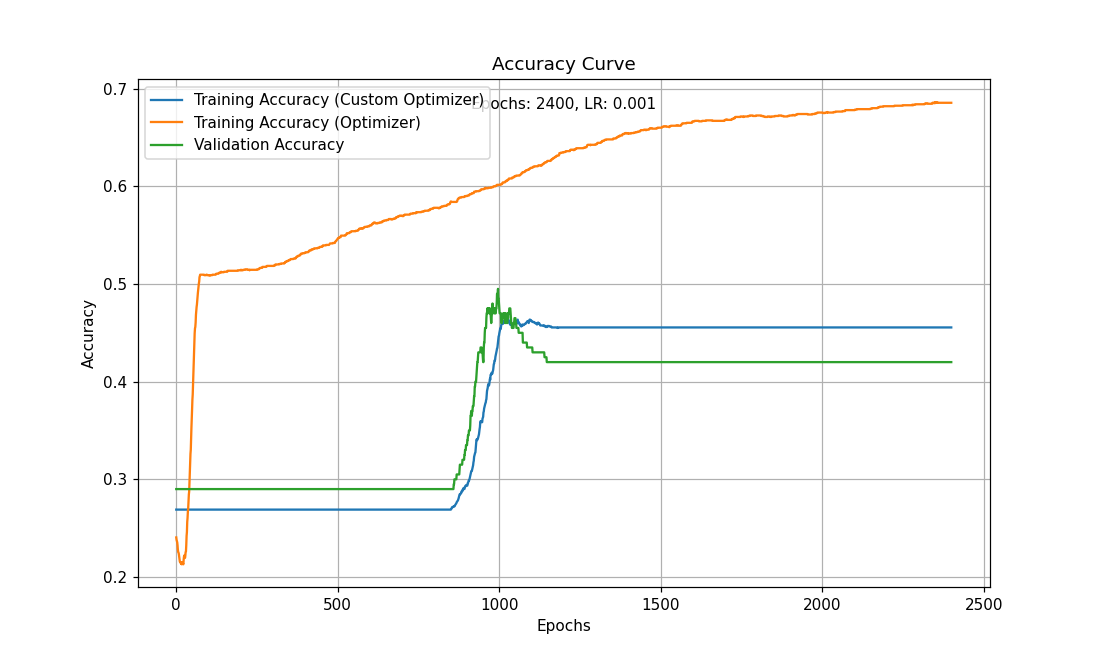 Accuracy Curve
Training Accuracy (Custom Optimizer)
Training Accuracy (Optimizer)
Validation Accuracy
Epochs: 2400, LR: 0.001
Accuracy
0.7
0.6
0.5
0.4
0.3
0.2
0 500 1000 1500 2000 2500
Epochs